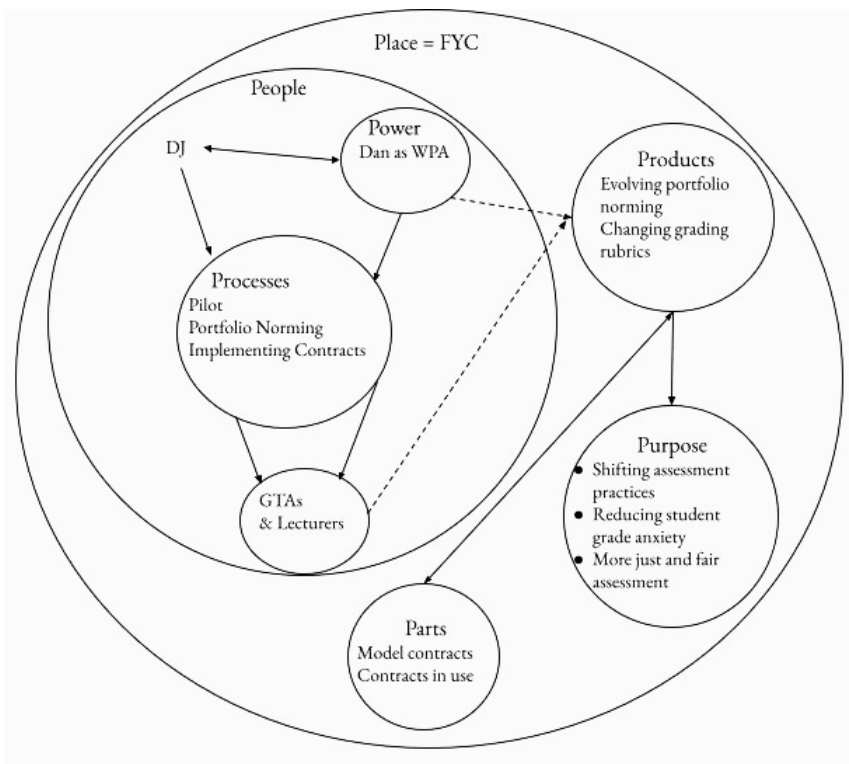 Place = FYC
People
Power
Dan as WPA
DJ
Products
Evolving portfolio
norming
Changing grading
rubrics
Processes
Pilot
Portfolio Norming
Implementing Contracts
Purpose
● Shifting assessment
practices
● Reducing student
grade anxiety
● More just and fair
assessment
GTAs
& Lecturers
Parts
Model contracts
Contracts in use